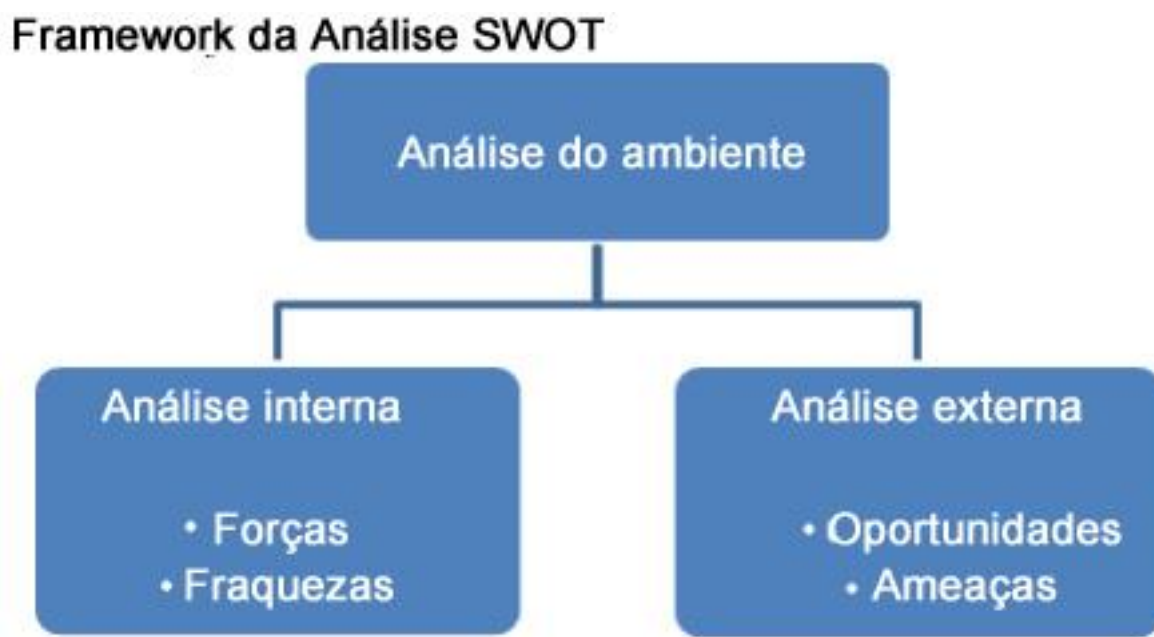 Framework da Análise SWOT
Análise do ambiente
Análise interna
• Forças
• Fraquezas
Análise externa
• Oportunidades
• Ameaças